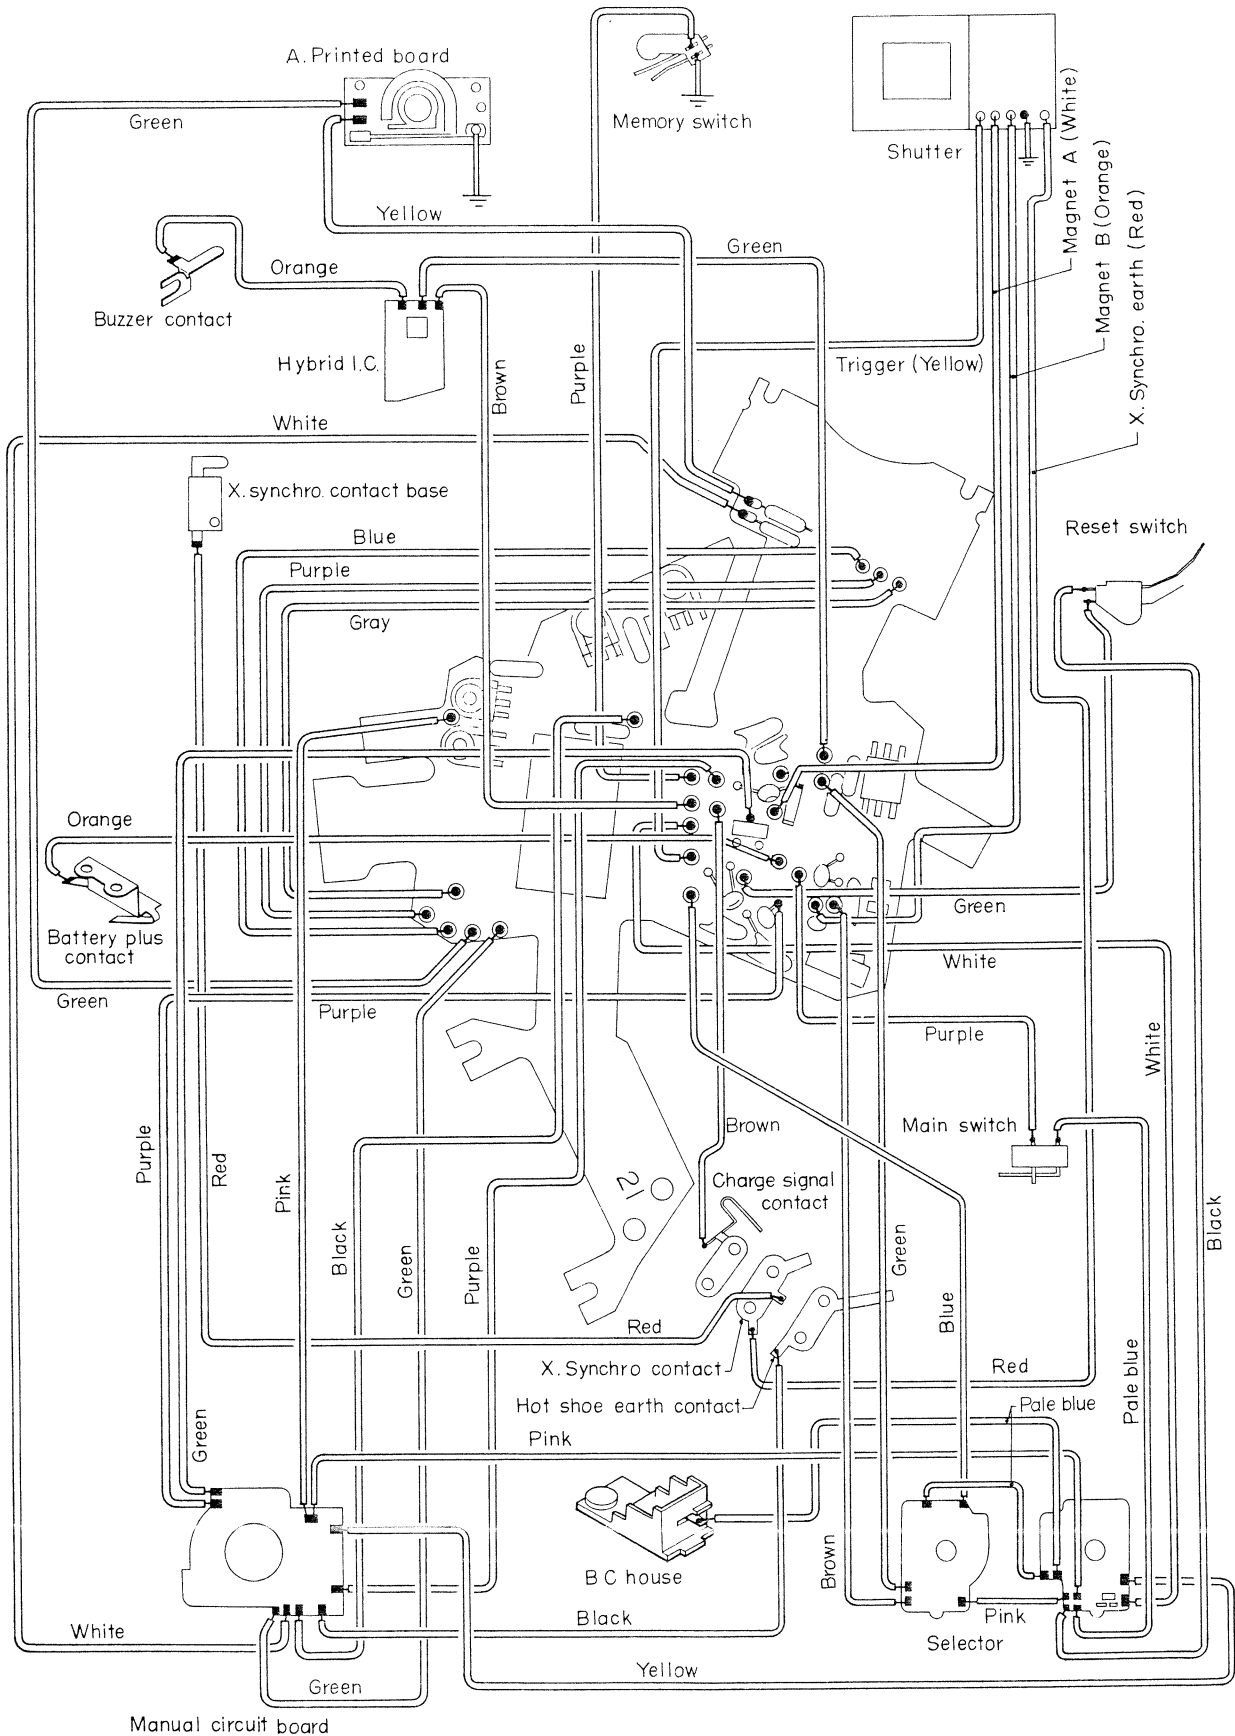 A. Printed board
Green
Memory switch
Shutter
Magnet A (White)
Magnet B (Orange)
X. Synchro. earth (Red)
Yellow
Green
Orange
Buzzer contact
Hybrid I.C.
Brown
Purple
Trigger (Yellow)
White
X. synchro. contact base
Reset switch
Blue
Purple
Gray
Orange
Battery plus
contact
Green
White
Green
Purple
Purple
White
Purple
Red
Pink
Black
Green
Purple
Brown
Main switch
Charge signal
contact
21
Black
Green
Blue
Pale blue
Red
X. Synchro contact
Red
Hot shoe earth contact
Pale blue
Pink
Green
B C house
Brown
Pink
Black
Selector
White
Yellow
Green
Manual circuit board